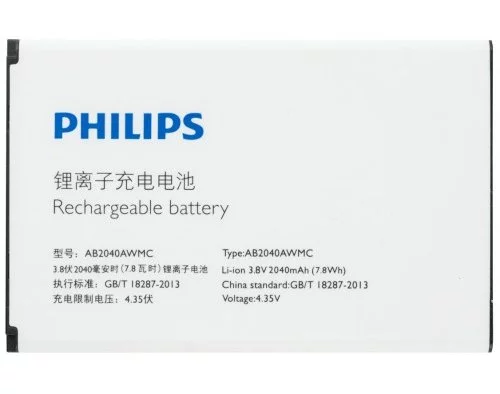 PHILIPS
锂离子充电电池
Rechargeable battery
型号: AB2040AWMC
3.8伏2040毫安时(7.8瓦时)锂离子电池
执行标准: GB/T 18287-2013
充电限制电压: 4.35伏
Type:AB2040AWMC
Li-ion 3.8V 2040mAh (7.8Wh)
China standard:GB/T 18287-2013
Voltage:4.35V